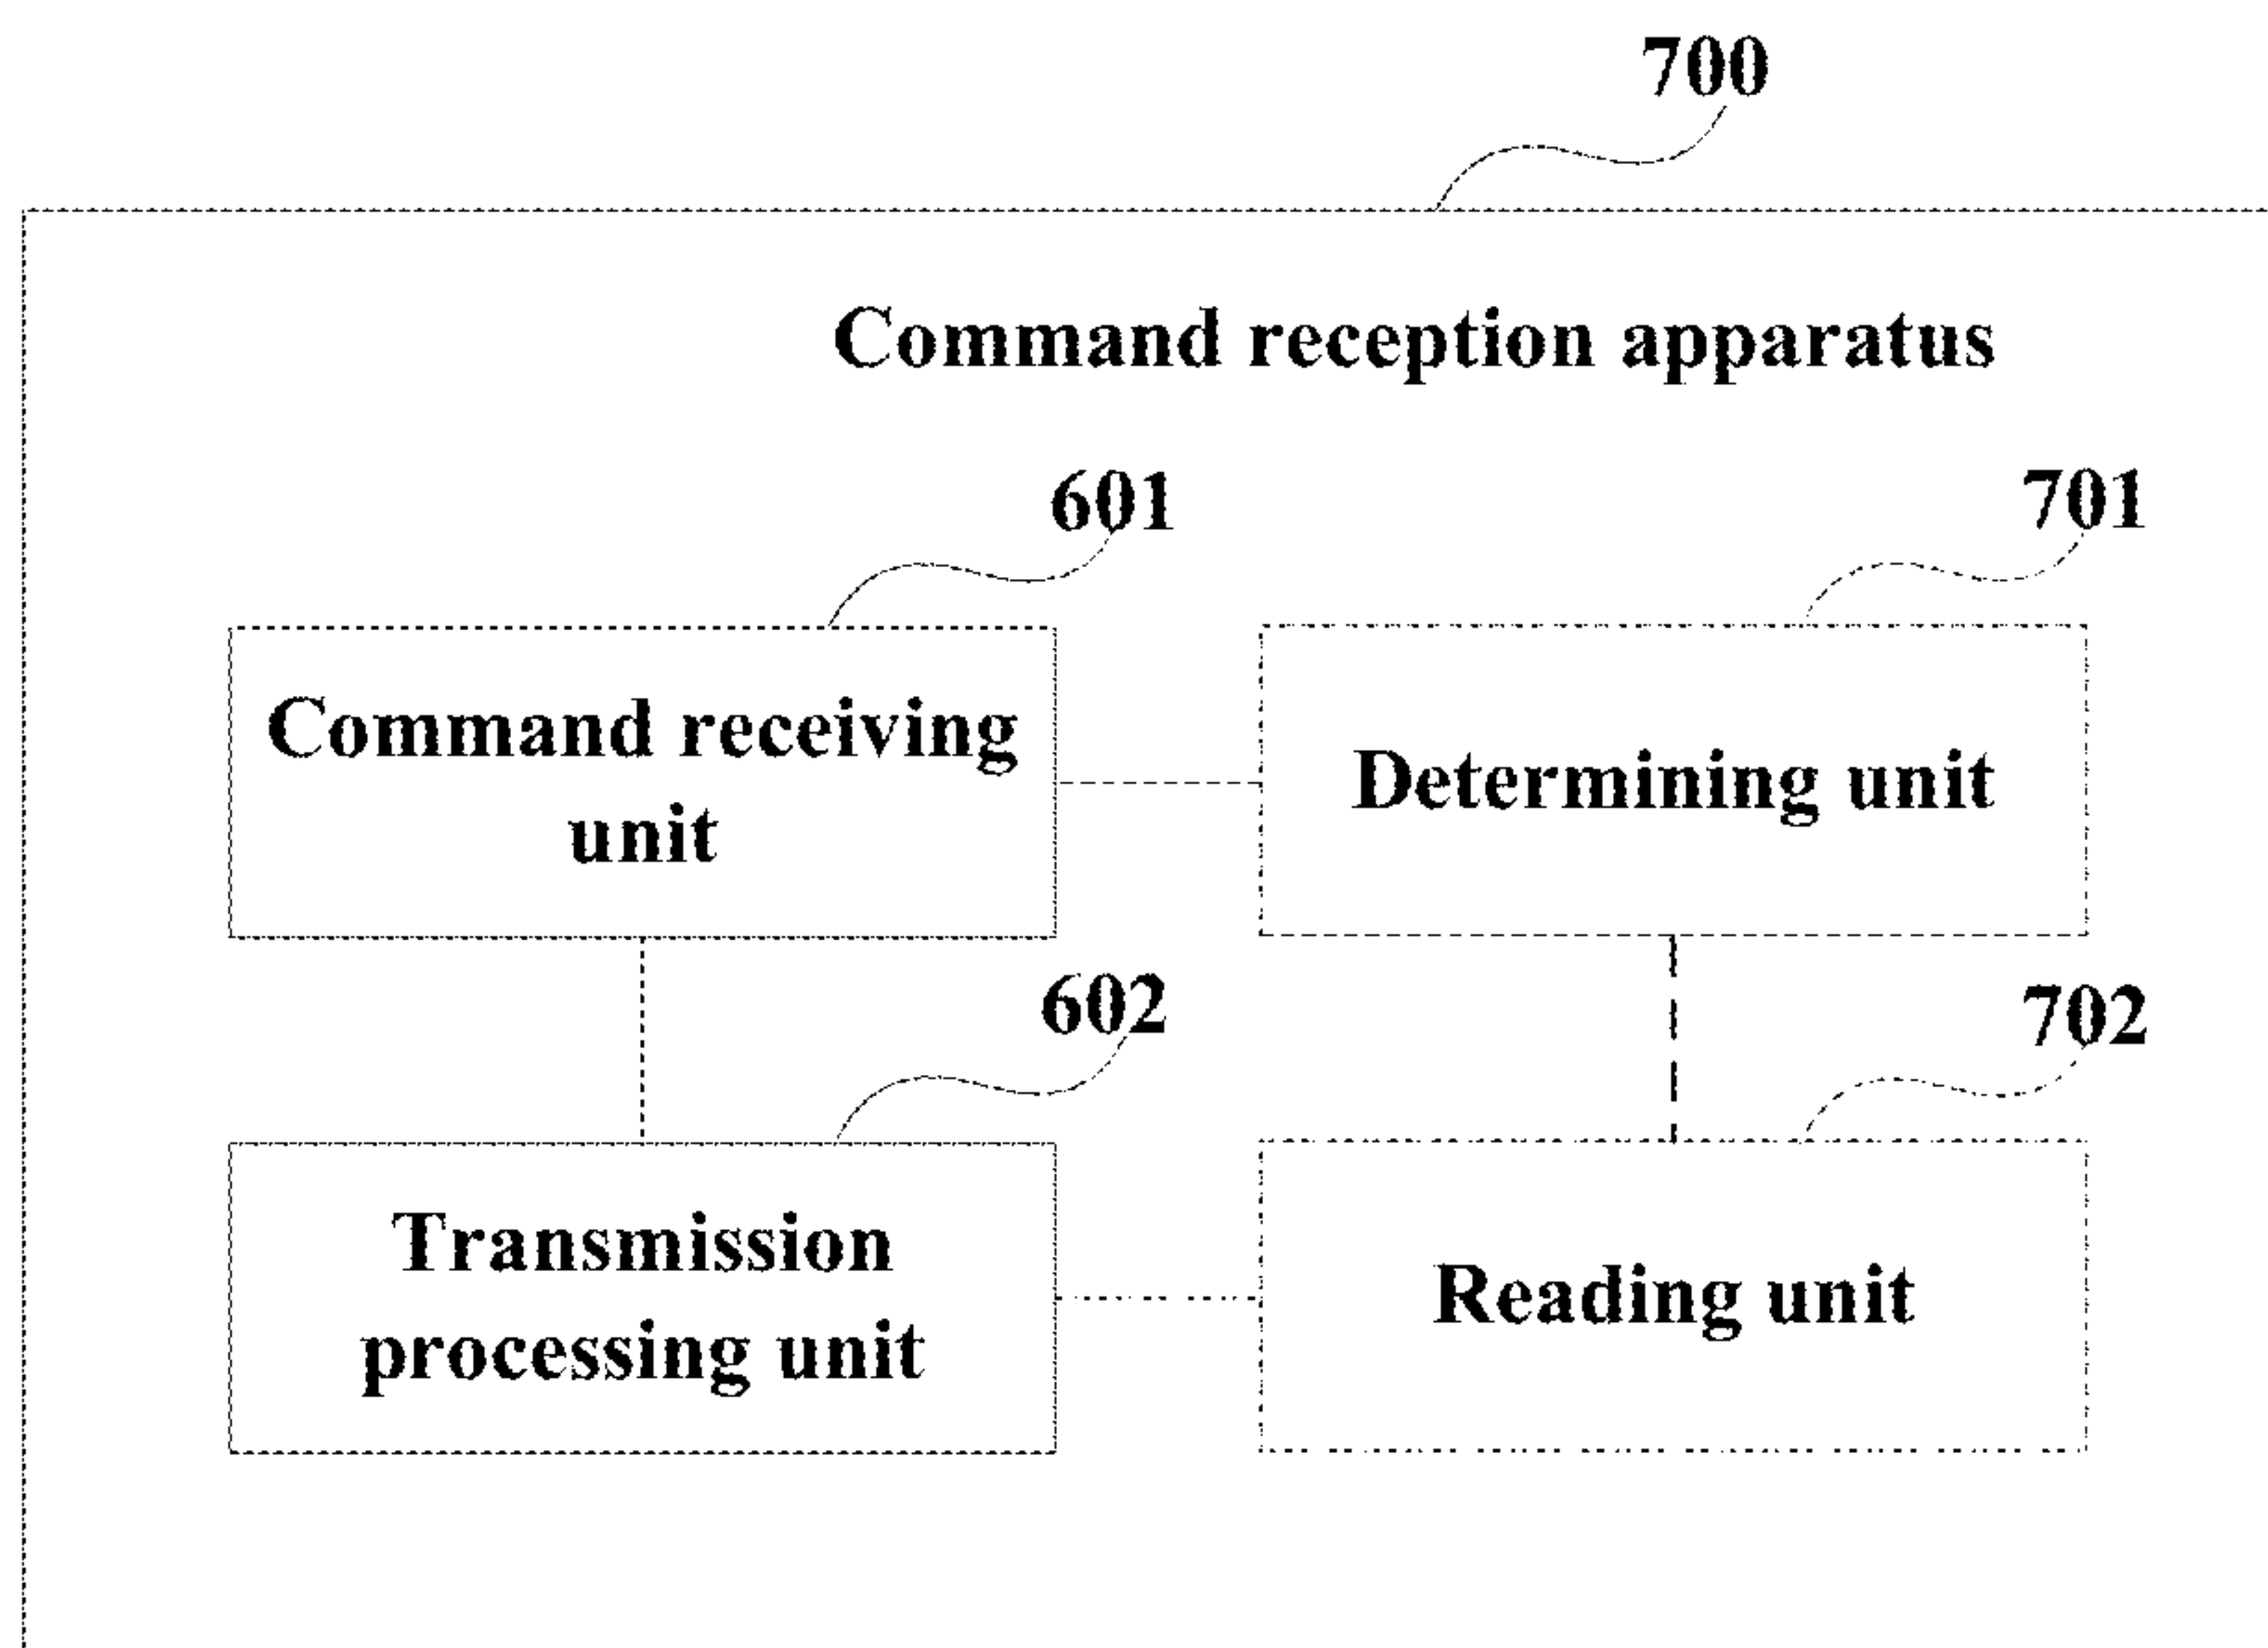 700
Command reception apparatus
601
701
Command receiving
unit
Determining unit
602
702
Transmission
processing unit
Reading unit